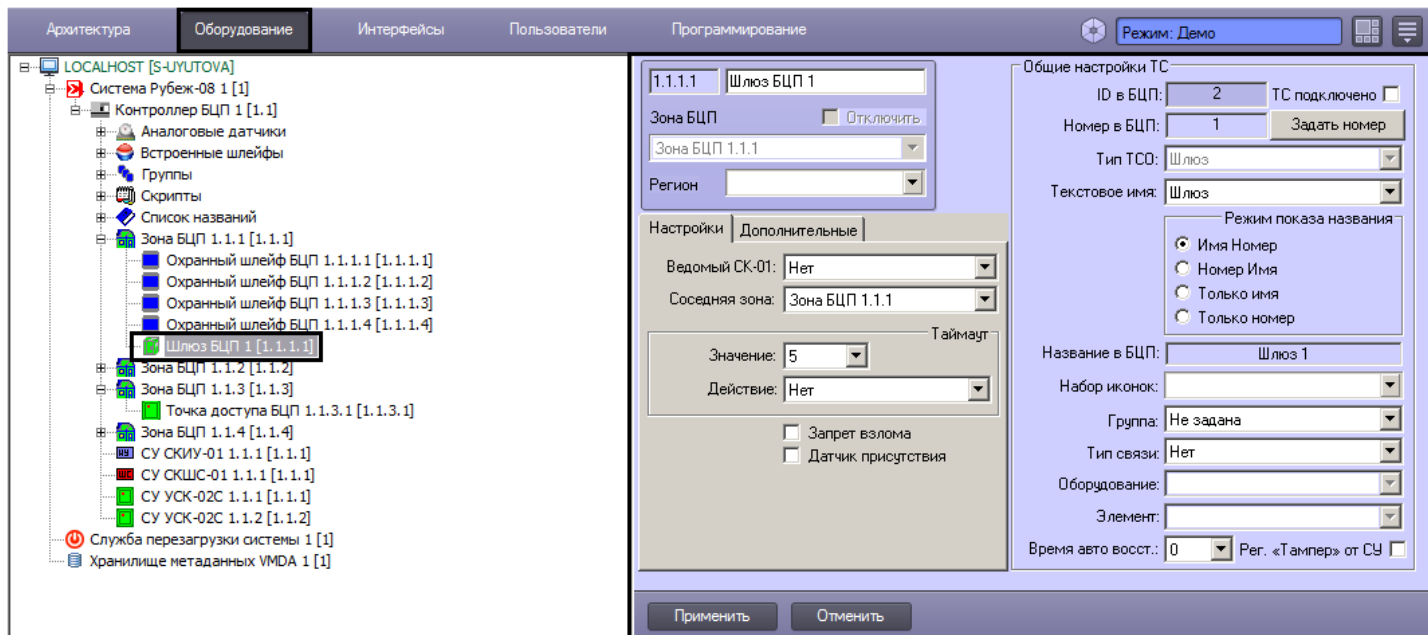 Архитектура Оборудование Интерфейсы Пользователи Программирование Режим: Демо
LOCALHOST [S-UYUTOVA]
Система Рубеж-08 1 [1]
Контроллер БЦП 1 [1.1]
Аналоговые датчики
Встроенные шлейфы
Группы
Скрипты
Список названий
Зона БЦП 1.1.1 [1.1.1]
Охранный шлейф БЦП 1.1.1.1 [1.1.1.1]
Охранный шлейф БЦП 1.1.1.2 [1.1.1.2]
Охранный шлейф БЦП 1.1.1.3 [1.1.1.3]
Охранный шлейф БЦП 1.1.1.4 [1.1.1.4]
Шлюз БЦП 1 [1.1.1.1]
Зона БЦП 1.1.2 [1.1.2]
Зона БЦП 1.1.3 [1.1.3]
Точка доступа БЦП 1.1.3.1 [1.1.3.1]
Зона БЦП 1.1.4 [1.1.4]
СУ СКИУ-01 1.1.1 [1.1.1]
СУ СКШС-01 1.1.1 [1.1.1]
СУ УСК-02С 1.1.1 [1.1.1]
СУ УСК-02С 1.1.2 [1.1.2]
Служба перезагрузки системы 1 [1]
Хранилище метаданных VMDA 1 [1]
1.1.1.1 Шлюз БЦП 1
Зона БЦП Отключить
Зона БЦП 1.1.1
Регион
Настройки Дополнительные
Ведомый СК-01: Нет
Соседняя зона: Зона БЦП 1.1.1
Таймаут
Значение: 5
Действие: Нет
Запрет взлома
Датчик присутствия
Общие настройки ТС
ID в БЦП: 2 ТС подключено
Номер в БЦП: 1 Задать номер
Тип ТСО: Шлюз
Текстовое имя: Шлюз
Режим показа названия
Имя Номер
Номер Имя
Только имя
Только номер
Название в БЦП: Шлюз 1
Набор иконок:
Группа: Не задана
Тип связи: Нет
Оборудование:
Элемент:
Время авто восст.: 0 Рег. «Тампер» от СУ
Применить Отменить